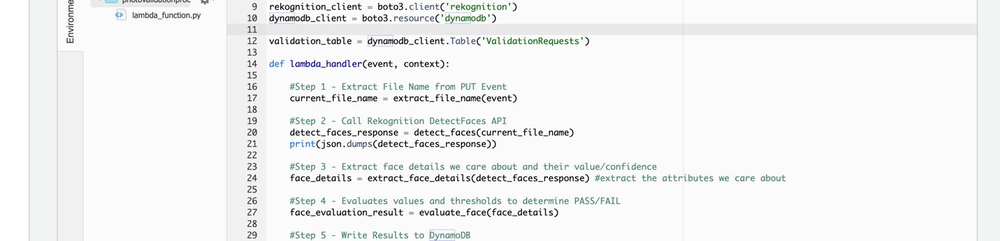 Environme
photovalidationproc
lambda_function.py
9 rekognition_client = boto3.client('rekognition')
10 dynamodb_client = boto3.resource('dynamodb')
11
12 validation_table = dynamodb_client.Table('ValidationRequests')
13
14 def lambda_handler(event, context):
15
16 #Step 1 - Extract File Name from PUT Event
17 current_file_name = extract_file_name(event)
18
19 #Step 2 - Call Rekognition DetectFaces API
20 detect_faces_response = detect_faces(current_file_name)
21 print(json.dumps(detect_faces_response))
22
23 #Step 3 - Extract face details we care about and their value/confidence
24 face_details = extract_face_details(detect_faces_response) #extract the attributes we care about
25
26 #Step 4 - Evaluates values and thresholds to determine PASS/FAIL
27 face_evaluation_result = evaluate_face(face_details)
28
29 #Step 5 - Write Results to DynamoDB